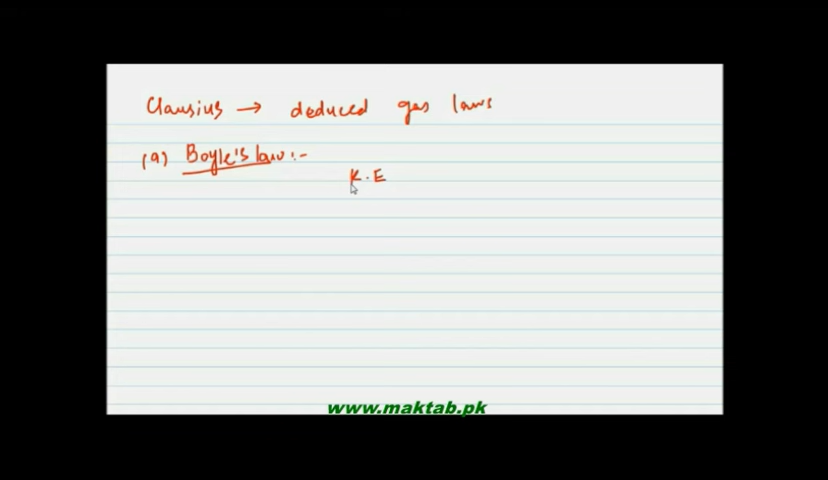 Clausius → deduced gas laws
(a) Boyle's law :-
K.E
www.maktab.pk